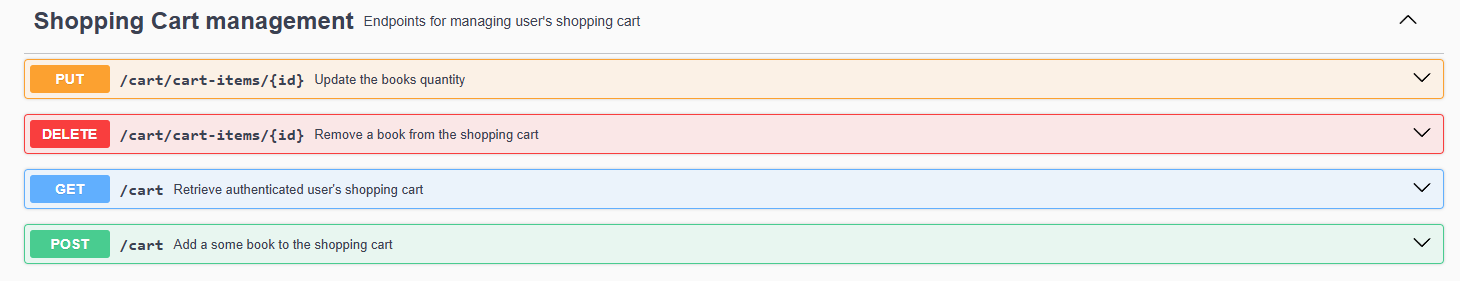 Shopping Cart management Endpoints for managing user's shopping cart
PUT /cart/cart-items/{id} Update the books quantity
DELETE /cart/cart-items/{id} Remove a book from the shopping cart
GET /cart Retrieve authenticated user's shopping cart
POST /cart Add a some book to the shopping cart